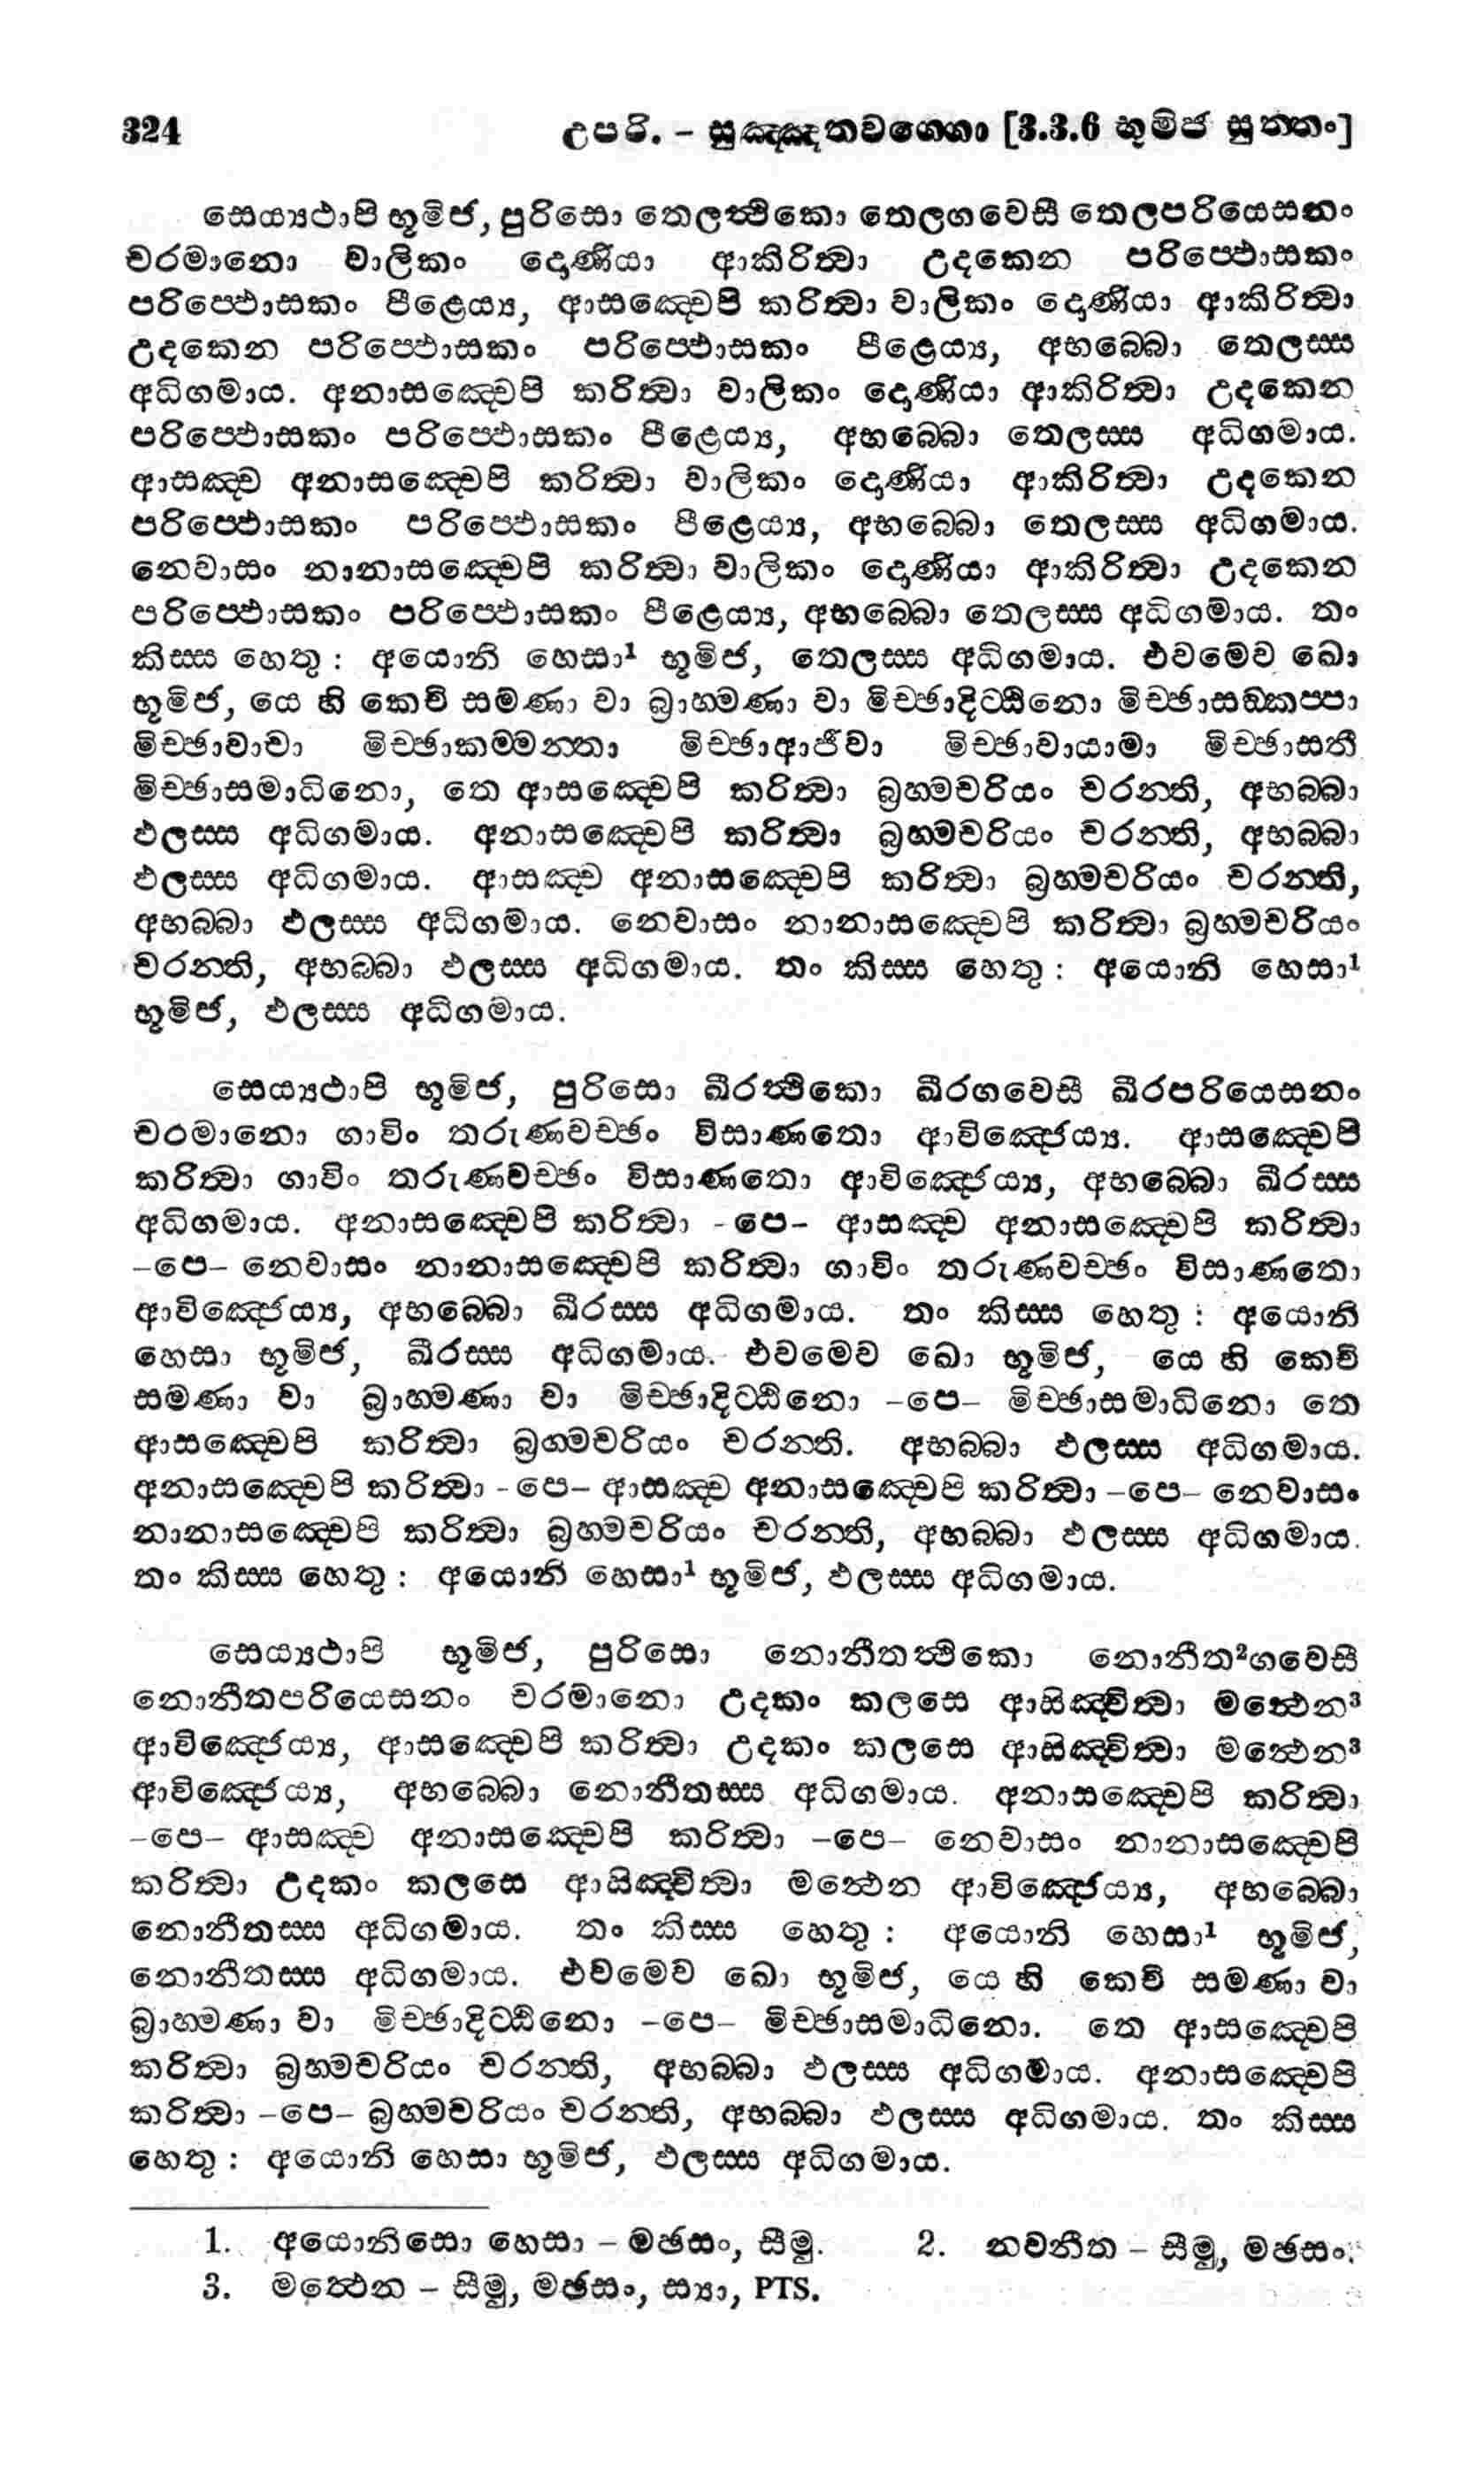 324 උපරි. – සුඤ්ඤතවග්ගො [3.3.6 භූමිජ සුත්තං]
සෙය්‍යථාපි භූමිජ, පුරිසො තෙලත්‍ථිකො තෙලගවෙසී තෙලපරියෙසනං
චරමානො වාලිකං දොණියා ආකිරිත්‍වා උදකෙන පරිප්ඵොසකං
පරිප්ඵොසකං පීළෙය්‍ය, ආසඤ්චෙපි කරිත්‍වා වාලිකං දොණියා ආකිරිත්‍වා
උදකෙන පරිප්ඵොසකං පරිප්ඵොසකං පීළෙය්‍ය, අභබ්බො තෙලස්ස
අධිගමාය. අනාසඤ්චෙපි කරිත්‍වා වාලිකං දොණියා ආකිරිත්‍වා උදකෙන
පරිප්ඵොසකං පරිප්ඵොසකං පීළෙය්‍ය, අභබ්බො තෙලස්ස අධිගමාය.
ආසඤ්ච අනාසඤ්චෙපි කරිත්‍වා වාලිකං දොණියා ආකිරිත්‍වා උදකෙන
පරිප්ඵොසකං පරිප්ඵොසකං පීළෙය්‍ය, අභබ්බො තෙලස්ස අධිගමාය.
නෙවාසං නානාසඤ්චෙපි කරිත්‍වා වාලිකං දොණියා ආකිරිත්‍වා උදකෙන
පරිප්ඵොසකං පරිප්ඵොසකං පීළෙය්‍ය, අභබ්බො තෙලස්ස අධිගමාය. තං
කිස්ස හෙතු : අයොනි හෙසා¹ භූමිජ, තෙලස්ස අධිගමාය. එවමෙව ඛො
භූමිජ, යෙ හි කෙචි සමණා වා බ්‍රාහ්මණා වා මිච්ඡාදිට්ඨිනො මිච්ඡාසඞ්කප්පා
මිච්ඡාවාචා මිච්ඡාකම්මන්තා මිච්ඡාආජීවා මිච්ඡාවායාමා මිච්ඡාසතී
මිච්ඡාසමාධිනො, තෙ ආසඤ්චෙපි කරිත්‍වා බ්‍රහ්මචරියං චරන්ති, අභබ්බා
ඵලස්ස අධිගමාය. අනාසඤ්චෙපි කරිත්‍වා බ්‍රහ්මචරියං චරන්ති, අභබ්බා
ඵලස්ස අධිගමාය. ආසඤ්ච අනාසඤ්චෙපි කරිත්‍වා බ්‍රහ්මචරියං චරන්ති,
අභබ්බා ඵලස්ස අධිගමාය. නෙවාසං නානාසඤ්චෙපි කරිත්‍වා බ්‍රහ්මචරියං
චරන්ති, අභබ්බා ඵලස්ස අධිගමාය. තං කිස්ස හෙතු : අයොනි හෙසා¹
භූමිජ, ඵලස්ස අධිගමාය.
සෙය්‍යථාපි භූමිජ, පුරිසො ඛීරත්‍ථිකො ඛීරගවෙසී ඛීරපරියෙසනං
චරමානො ගාවිං තරුණවච්ඡං විසාණතො ආවිඤ්ජෙය්‍ය. ආසඤ්චෙපි
කරිත්‍වා ගාවිං තරුණවච්ඡං විසාණතො ආවිඤ්ජෙය්‍ය, අභබ්බො ඛීරස්ස
අධිගමාය. අනාසඤ්චෙපි කරිත්‍වා -පෙ- ආසඤ්ච අනාසඤ්චෙපි කරිත්‍වා
–පෙ– නෙවාසං නානාසඤ්චෙපි කරිත්‍වා ගාවිං තරුණවච්ඡං විසාණතො
ආවිඤ්ජෙය්‍ය, අභබ්බො ඛීරස්ස අධිගමාය. තං කිස්ස හෙතු : අයොනි
හෙසා භූමිජ, ඛීරස්ස අධිගමාය. එවමෙව ඛො භූමිජ, යෙ හි කෙචි
සමණා වා බ්‍රාහ්මණා වා මිච්ඡාදිට්ඨිනො –පෙ– මිච්ඡාසමාධිනො තෙ
ආසඤ්චෙපි කරිත්‍වා බ්‍රහ්මචරියං චරන්ති. අභබ්බා ඵලස්ස අධිගමාය.
අනාසඤ්චෙපි කරිත්‍වා -පෙ– ආසඤ්ච අනාසඤ්චෙපි කරිත්‍වා –පෙ– නෙවාසං
නානාසඤ්චෙපි කරිත්‍වා බ්‍රහ්මචරියං චරන්ති, අභබ්බා ඵලස්ස අධිගමාය.
තං කිස්ස හෙතු : අයොනි හෙසා¹ භූමිජ, ඵලස්ස අධිගමාය.
සෙය්‍යථාපි භූමිජ, පුරිසො නොනීතත්‍ථිකො නොනීත²ගවෙසී
නොනීතපරියෙසනං චරමානො උදකං කලසෙ ආසිඤ්චිත්‍වා මන්‍ථෙන³
ආවිඤ්ජෙය්‍ය, ආසඤ්චෙපි කරිත්‍වා උදකං කලසෙ ආසිඤ්චිත්‍වා මන්‍ථෙන³
ආවිඤ්ජෙය්‍ය, අභබ්බො නොනීතස්ස අධිගමාය. අනාසඤ්චෙපි කරිත්‍වා
–පෙ– ආසඤ්ච අනාසඤ්චෙපි කරිත්‍වා –පෙ– නෙවාසං නානාසඤ්චෙපි
කරිත්‍වා උදකං කලසෙ ආසිඤ්චිත්‍වා මන්‍ථෙන ආවිඤ්ජෙය්‍ය, අභබ්බො
නොනීතස්ස අධිගමාය. තං කිස්ස හෙතු : අයොනි හෙසා¹ භූමිජ,
නොනීතස්ස අධිගමාය. එවමෙව ඛො භූමිජ, යෙ හි කෙචි සමණා වා
බ්‍රාහ්මණා වා මිච්ඡාදිට්ඨිනො –පෙ– මිච්ඡාසමාධිනො. තෙ ආසඤ්චෙපි
කරිත්‍වා බ්‍රහ්මචරියං චරන්ති, අභබ්බා ඵලස්ස අධිගමාය. අනාසඤ්චෙපි
කරිත්‍වා –පෙ– බ්‍රහ්මචරියං චරන්ති, අභබ්බා ඵලස්ස අධිගමාය. තං කිස්ස
හෙතු : අයොනි හෙසා භූමිජ, ඵලස්ස අධිගමාය.
1. අයොනිසො හෙසා – මඡසං, සීමු. 2. නවනීත – සීමු, මඡසං.
3. මත්‍ථෙන – සීමු, මඡසං, ස්‍යා, PTS.